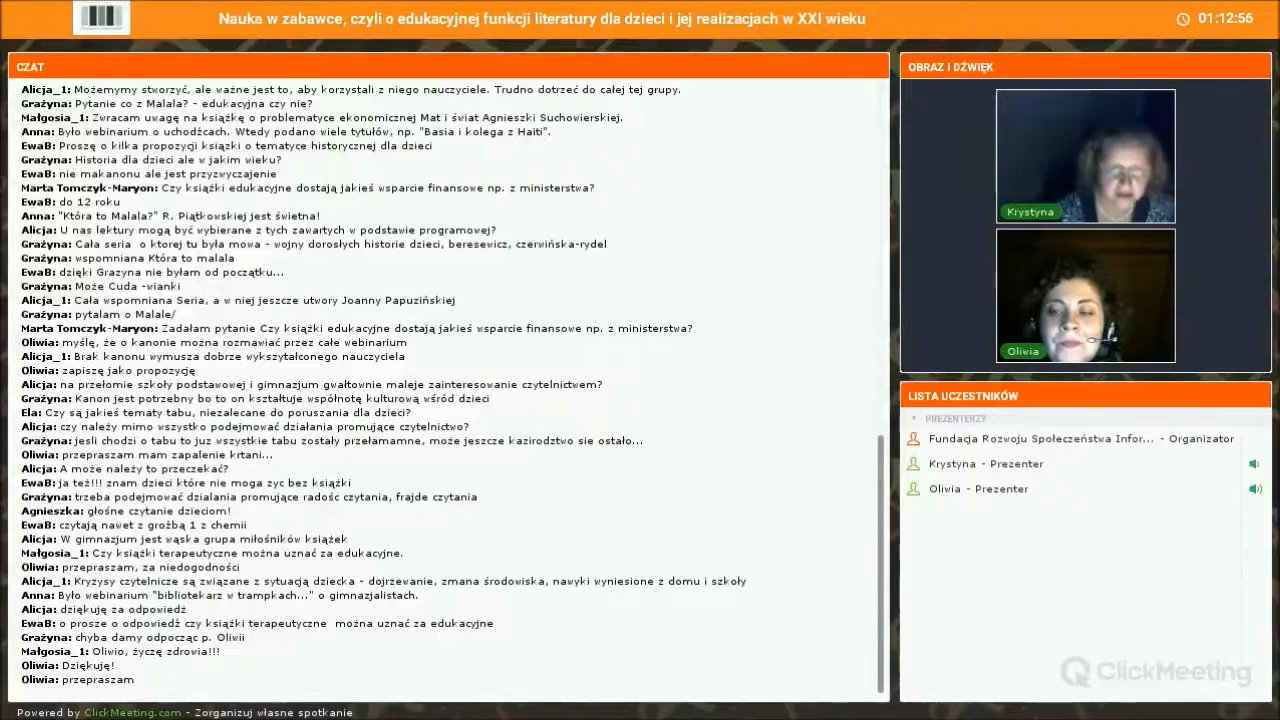 Nauka w zabawce, czyli o edukacyjnej funkcji literatury dla dzieci i jej realizacjach w XXI wieku
01:12:56
CZAT
Alicja_1: Możemymy stworzyć, ale ważne jest to, aby korzystali z niego nauczyciele. Trudno dotrzeć do całej tej grupy.
Grażyna: Pytanie co z Malala? - edukacyjna czy nie?
Małgosia_1: Zwracam uwagę na książkę o problematyce ekonomicznej Mat i świat Agnieszki Suchowierskiej.
Anna: Było webinarium o uchodźcach. Wtedy podano wiele tytułów, np. "Basia i kolega z Haiti".
EwaB: Proszę o kilka propozycji ksiązki o tematyce historycznej dla dzieci
Grażyna: Historia dla dzieci ale w jakim wieku?
EwaB: nie makanonu ale jest przyzwyczajenie
Marta Tomczyk-Maryon: Czy książki edukacyjne dostają jakieś wsparcie finansowe np. z ministerstwa?
EwaB: do 12 roku
Anna: "Która to Malala?" R. Piątkowskiej jest świetna!
Alicja: U nas lektury mogą być wybierane z tych zawartych w podstawie programowej?
Grażyna: Cała seria o ktorej tu była mowa - wojny dorosłych historie dzieci, beresewicz, czerwińska-rydel
Grażyna: wspomniana Która to malala
EwaB: dzięki Grazyna nie byłam od początku...
Grażyna: Może Cuda -wianki
Alicja_1: Cała wspomniana Seria, a w niej jeszcze utwory Joanny Papuzińskiej
Grażyna: pytalam o Malale/
Marta Tomczyk-Maryon: Zadałam pytanie Czy książki edukacyjne dostają jakieś wsparcie finansowe np. z ministerstwa?
Oliwia: myślę, że o kanonie można rozmawiać przez całe webinarium
Alicja_1: Brak kanonu wymusza dobrze wykształconego nauczyciela
Oliwia: zapiszę jako propozycję
Alicja: na przełomie szkoły podstawowej i gimnazjum gwałtownie maleje zainteresowanie czytelnictwem?
Grażyna: Kanon jest potrzebny bo to on kształtuje wspólnotę kulturową wśród dzieci
Ela: Czy są jakieś tematy tabu, niezalecane do poruszania dla dzieci?
Alicja: czy należy mimo wszystko podejmować działania promujące czytelnictwo?
Grażyna: jesli chodzi o tabu to juz wszystkie tabu zostały przełamamne, może jeszcze kazirodztwo sie ostało...
Oliwia: przepraszam mam zapalenie krtani...
Alicja: A może należy to przeczekać?
EwaB: ja też!!! znam dzieci które nie moga zyc bez książki
Grażyna: trzeba podejmować dzialania promujące radośc czytania, frajde czytania
Agnieszka: głośne czytanie dzieciom!
EwaB: czytają nawet z groźbą 1 z chemii
Alicja: W gimnazjum jest wąska grupa miłośników książek
Małgosia_1: Czy książki terapeutyczne można uznać za edukacyjne.
Oliwia: przepraszam, za niedogodności
Alicja_1: Kryzysy czytelnicze są związane z sytuacją dziecka - dojrzewanie, zmana środowiska, nawyki wyniesione z domu i szkoły
Anna: Było webinarium "bibliotekarz w trampkach..." o gimnazjalistach.
Alicja: dziękuję za odpowiedź
EwaB: o prosze o odpowiedź czy książki terapeutyczne można uznać za edukacyjne
Grażyna: chyba damy odpocząc p. Oliwii
Małgosia_1: Oliwio, życzę zdrowia!!!
Oliwia: Dziękuję!
Oliwia: przepraszam
Powered by ClickMeeting.com - Zorganizuj własne spotkanie
OBRAZ I DŹWIĘK
Krystyna
Oliwia
LISTA UCZESTNIKÓW
PREZENTERZY
Fundacja Rozwoju Społeczeństwa Infor... - Organizator
Krystyna - Prezenter
Oliwia - Prezenter
ClickMeeting